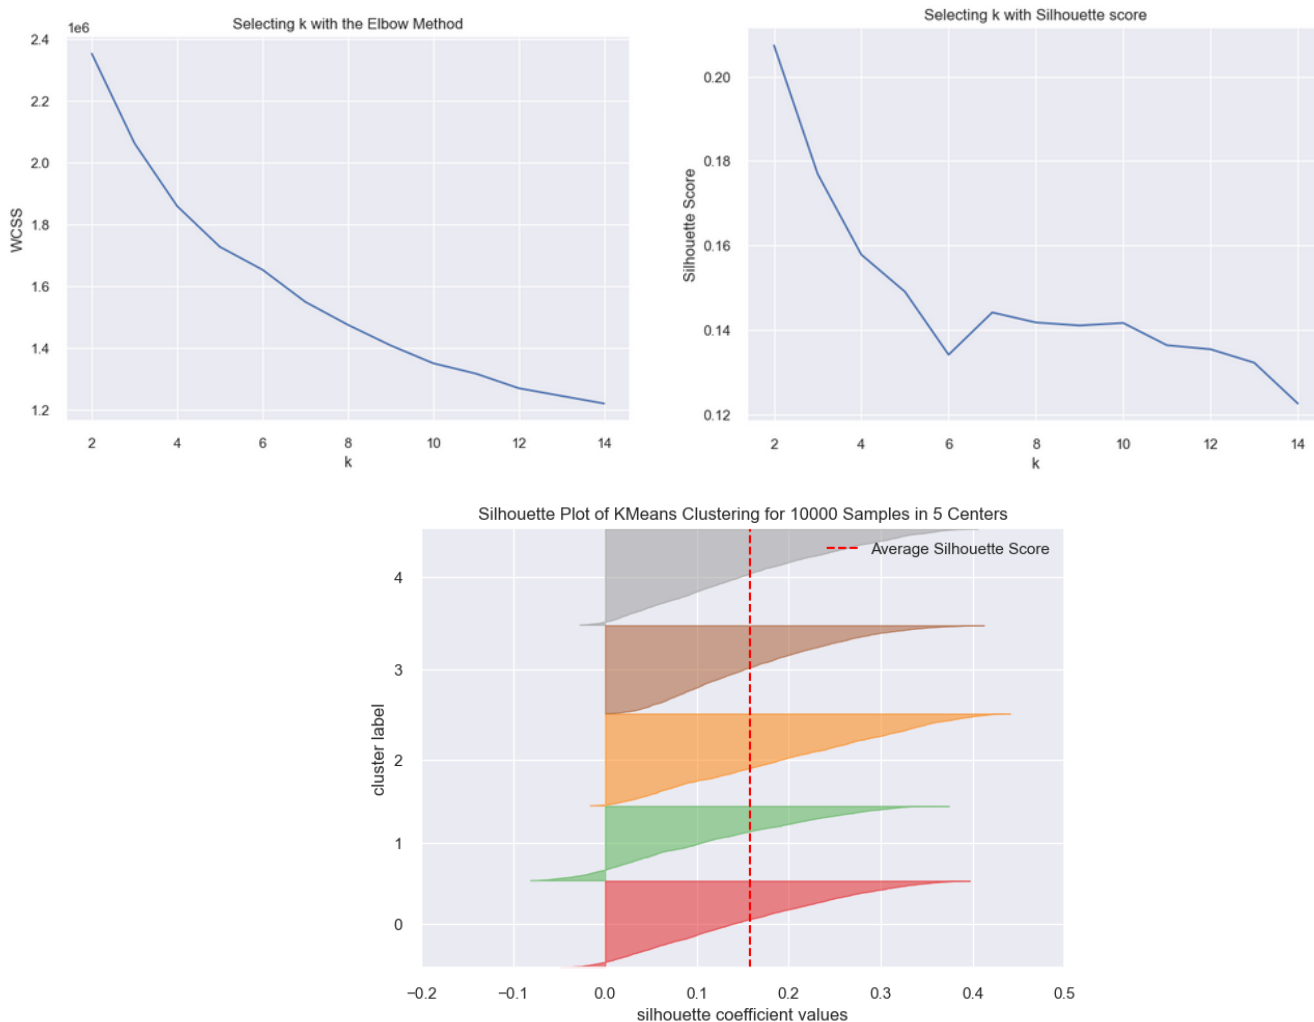 Selecting k with the Elbow Method
1e6
2.4
2.2
2.0
1.8
1.6
1.4
1.2
WCSS
2 4 6 8 10 12 14
k
Selecting k with Silhouette score
0.20
0.18
0.16
0.14
0.12
Silhouette Score
2 4 6 8 10 12 14
k
Silhouette Plot of KMeans Clustering for 10000 Samples in 5 Centers
Average Silhouette Score
4
3
2
1
0
cluster label
−0.2 −0.1 0.0 0.1 0.2 0.3 0.4 0.5
silhouette coefficient values